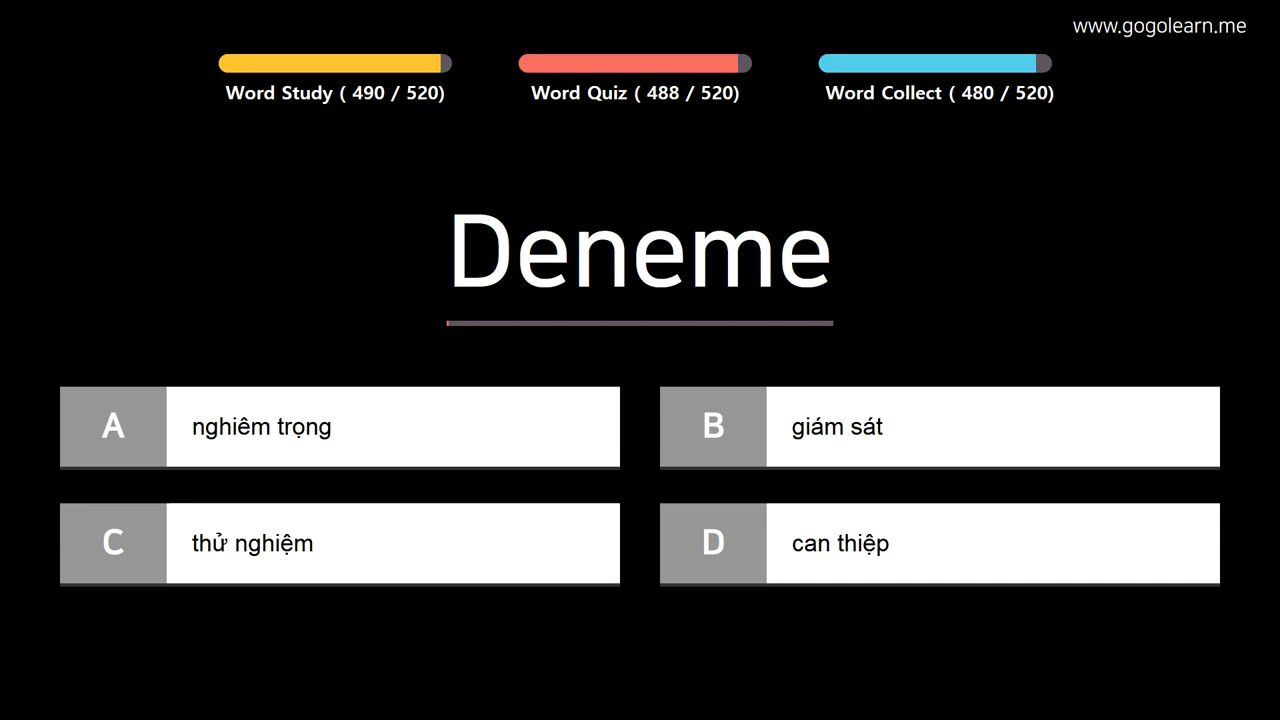 www.gogolearn.me
Word Study ( 490 / 520)
Word Quiz ( 488 / 520)
Word Collect ( 480 / 520)
Deneme
A
nghiêm trọng
B
giám sát
C
thử nghiệm
D
can thiệp